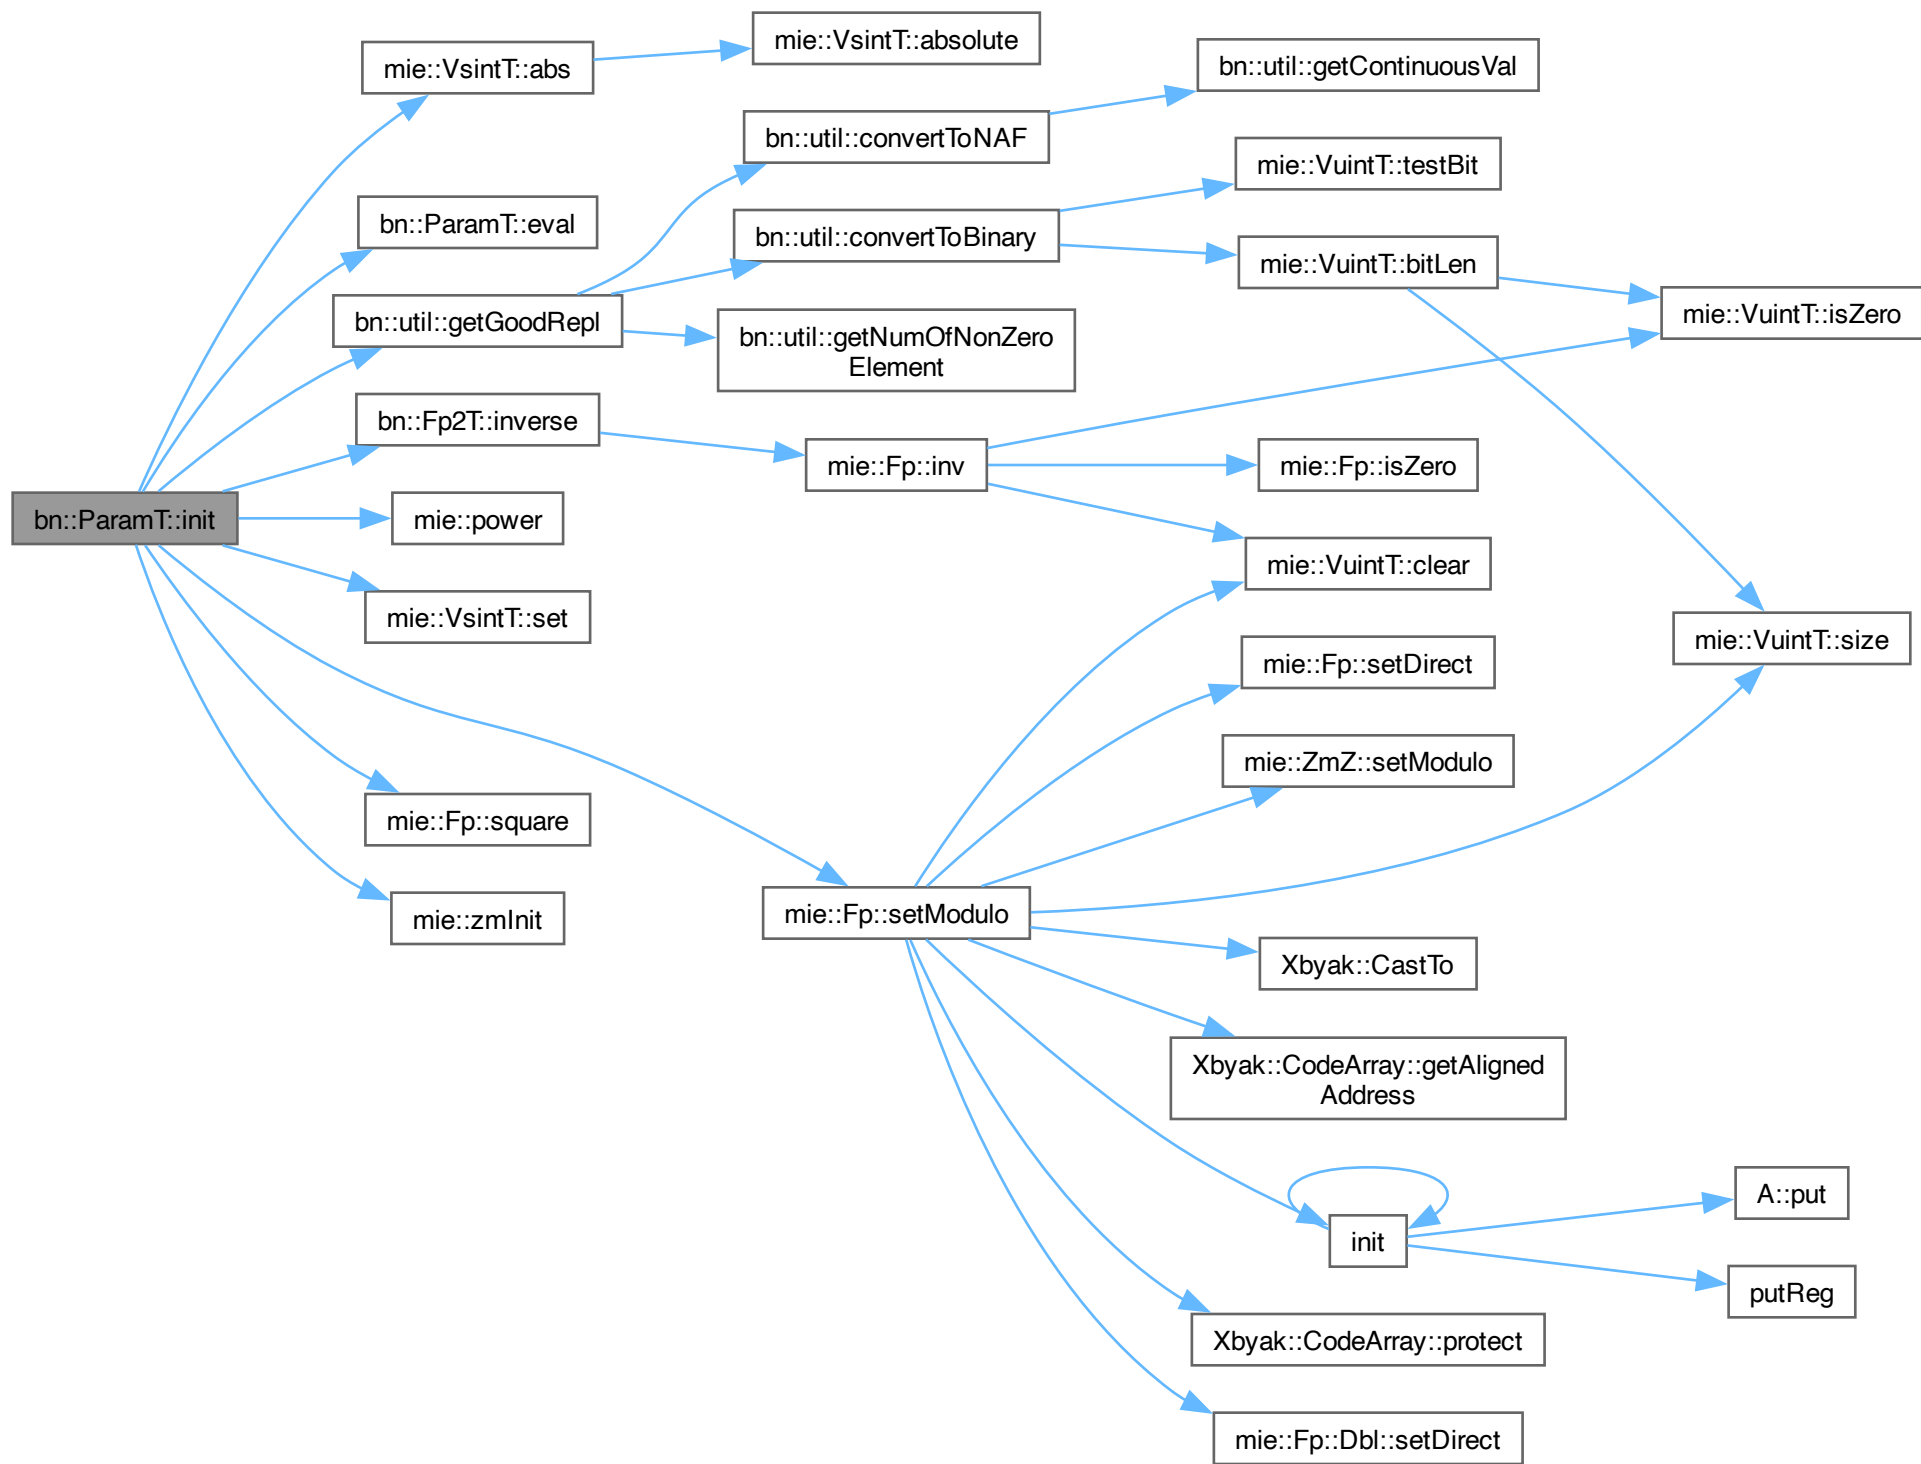 bn::ParamT::init
mie::VsintT::abs
bn::ParamT::eval
bn::util::getGoodRepl
bn::Fp2T::inverse
mie::power
mie::VsintT::set
mie::Fp::square
mie::zmInit
mie::VsintT::absolute
bn::util::convertToNAF
bn::util::convertToBinary
bn::util::getNumOfNonZero
Element
mie::Fp::inv
mie::Fp::setModulo
bn::util::getContinuousVal
mie::VuintT::testBit
mie::VuintT::bitLen
mie::Fp::isZero
mie::VuintT::clear
mie::Fp::setDirect
mie::ZmZ::setModulo
Xbyak::CastTo
Xbyak::CodeArray::getAligned
Address
init
Xbyak::CodeArray::protect
mie::Fp::Dbl::setDirect
mie::VuintT::isZero
mie::VuintT::size
A::put
putReg